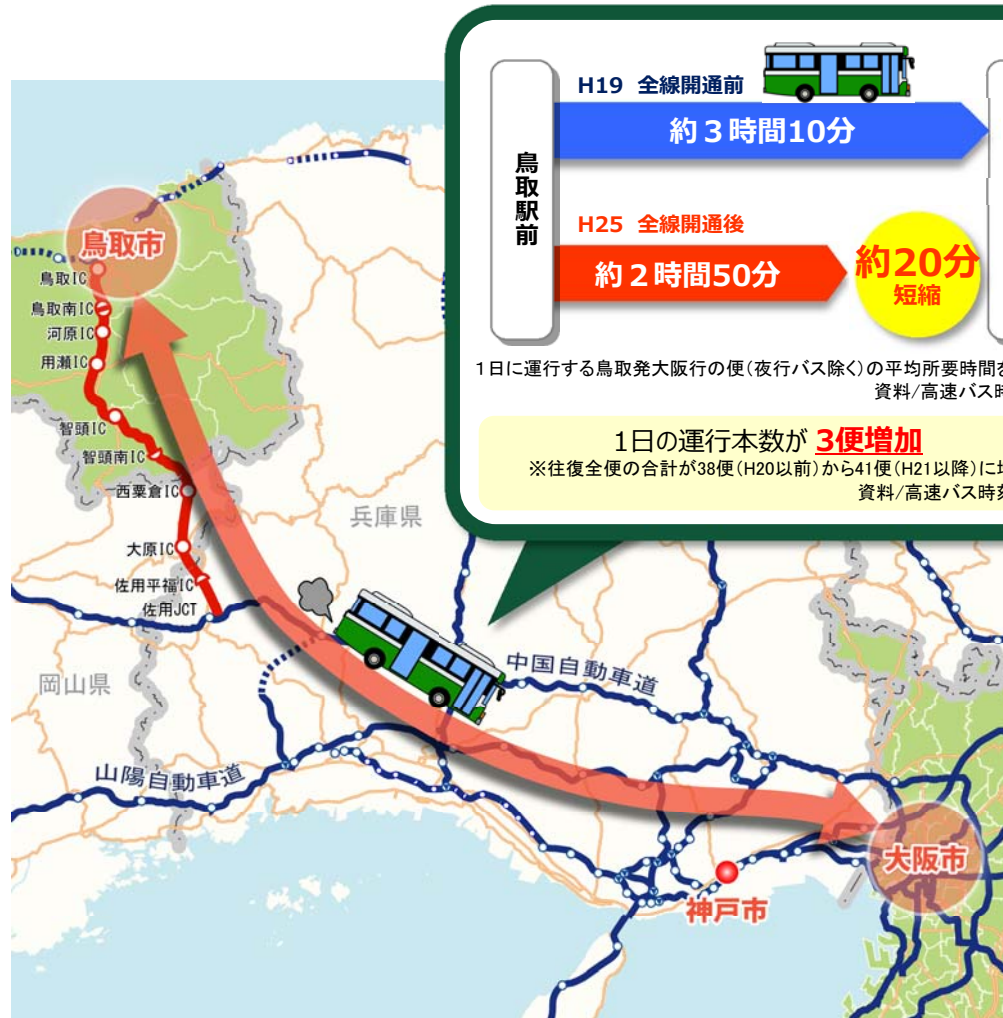 H19 全線開通前
約３時間10分
鳥取駅前
H25 全線開通後
約２時間50分
約20分
短縮
1日に運行する鳥取発大阪行の便(夜行バス除く)の平均所要時間を
資料/高速バス時
1日の運行本数が 3便増加
※往復全便の合計が38便(H20以前)から41便(H21以降)に
資料/高速バス時刻
鳥取市
鳥取IC
鳥取南IC
河原IC
用瀬IC
智頭IC
智頭南IC
西粟倉IC
兵庫県
大原IC
佐用平福IC
佐用JCT
中国自動車道
岡山県
山陽自動車道
大阪市
神戸市